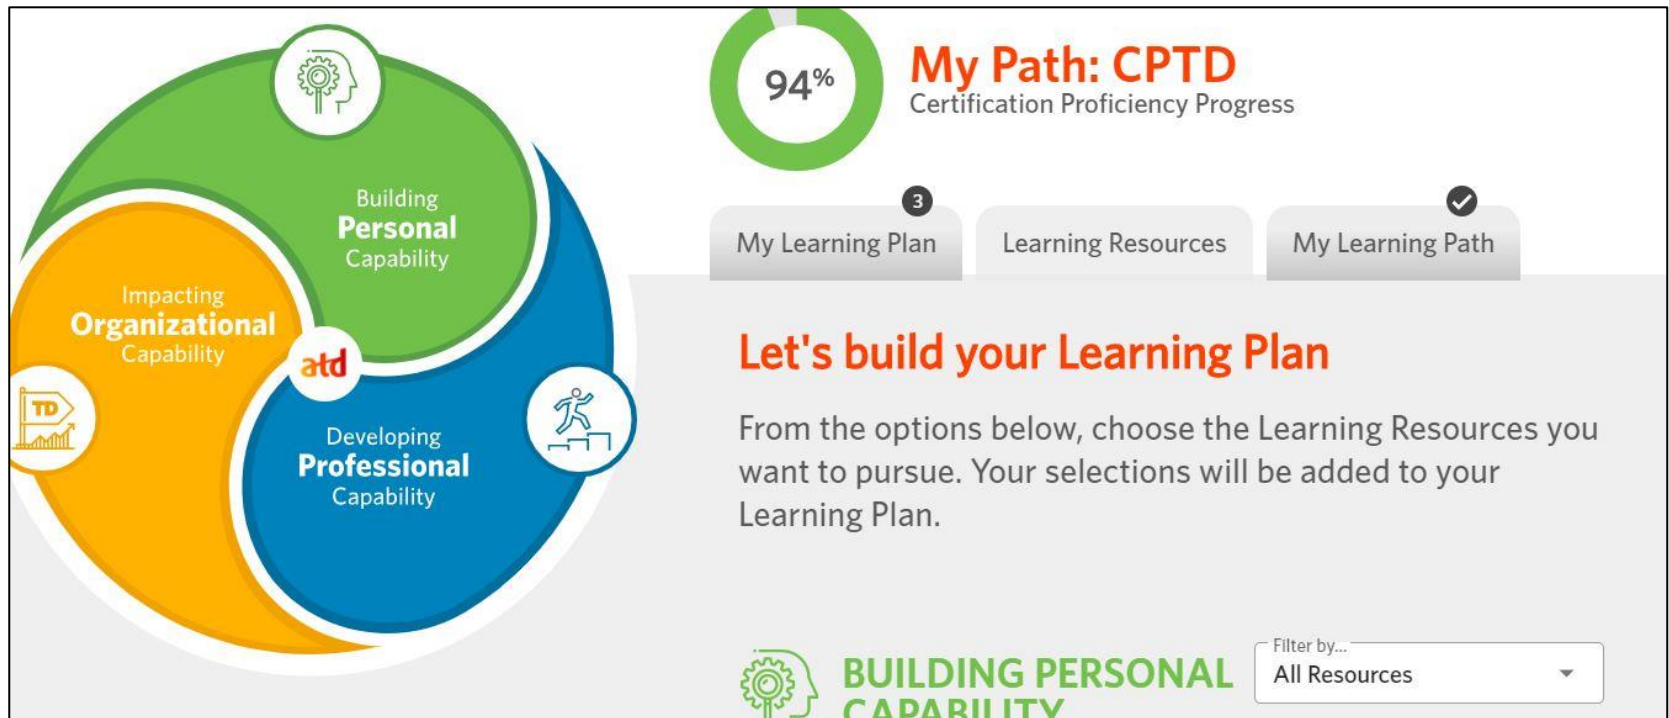 Building
Personal
Capability
Impacting
Organizational
Capability
atd
TD
Developing
Professional
Capability
94%
My Path: CPTD
Certification Proficiency Progress
3
My Learning Plan
Learning Resources
My Learning Path
Let's build your Learning Plan
From the options below, choose the Learning Resources you
want to pursue. Your selections will be added to your
Learning Plan.
BUILDING PERSONAL
CAPABILITY
Filter by...
All Resources